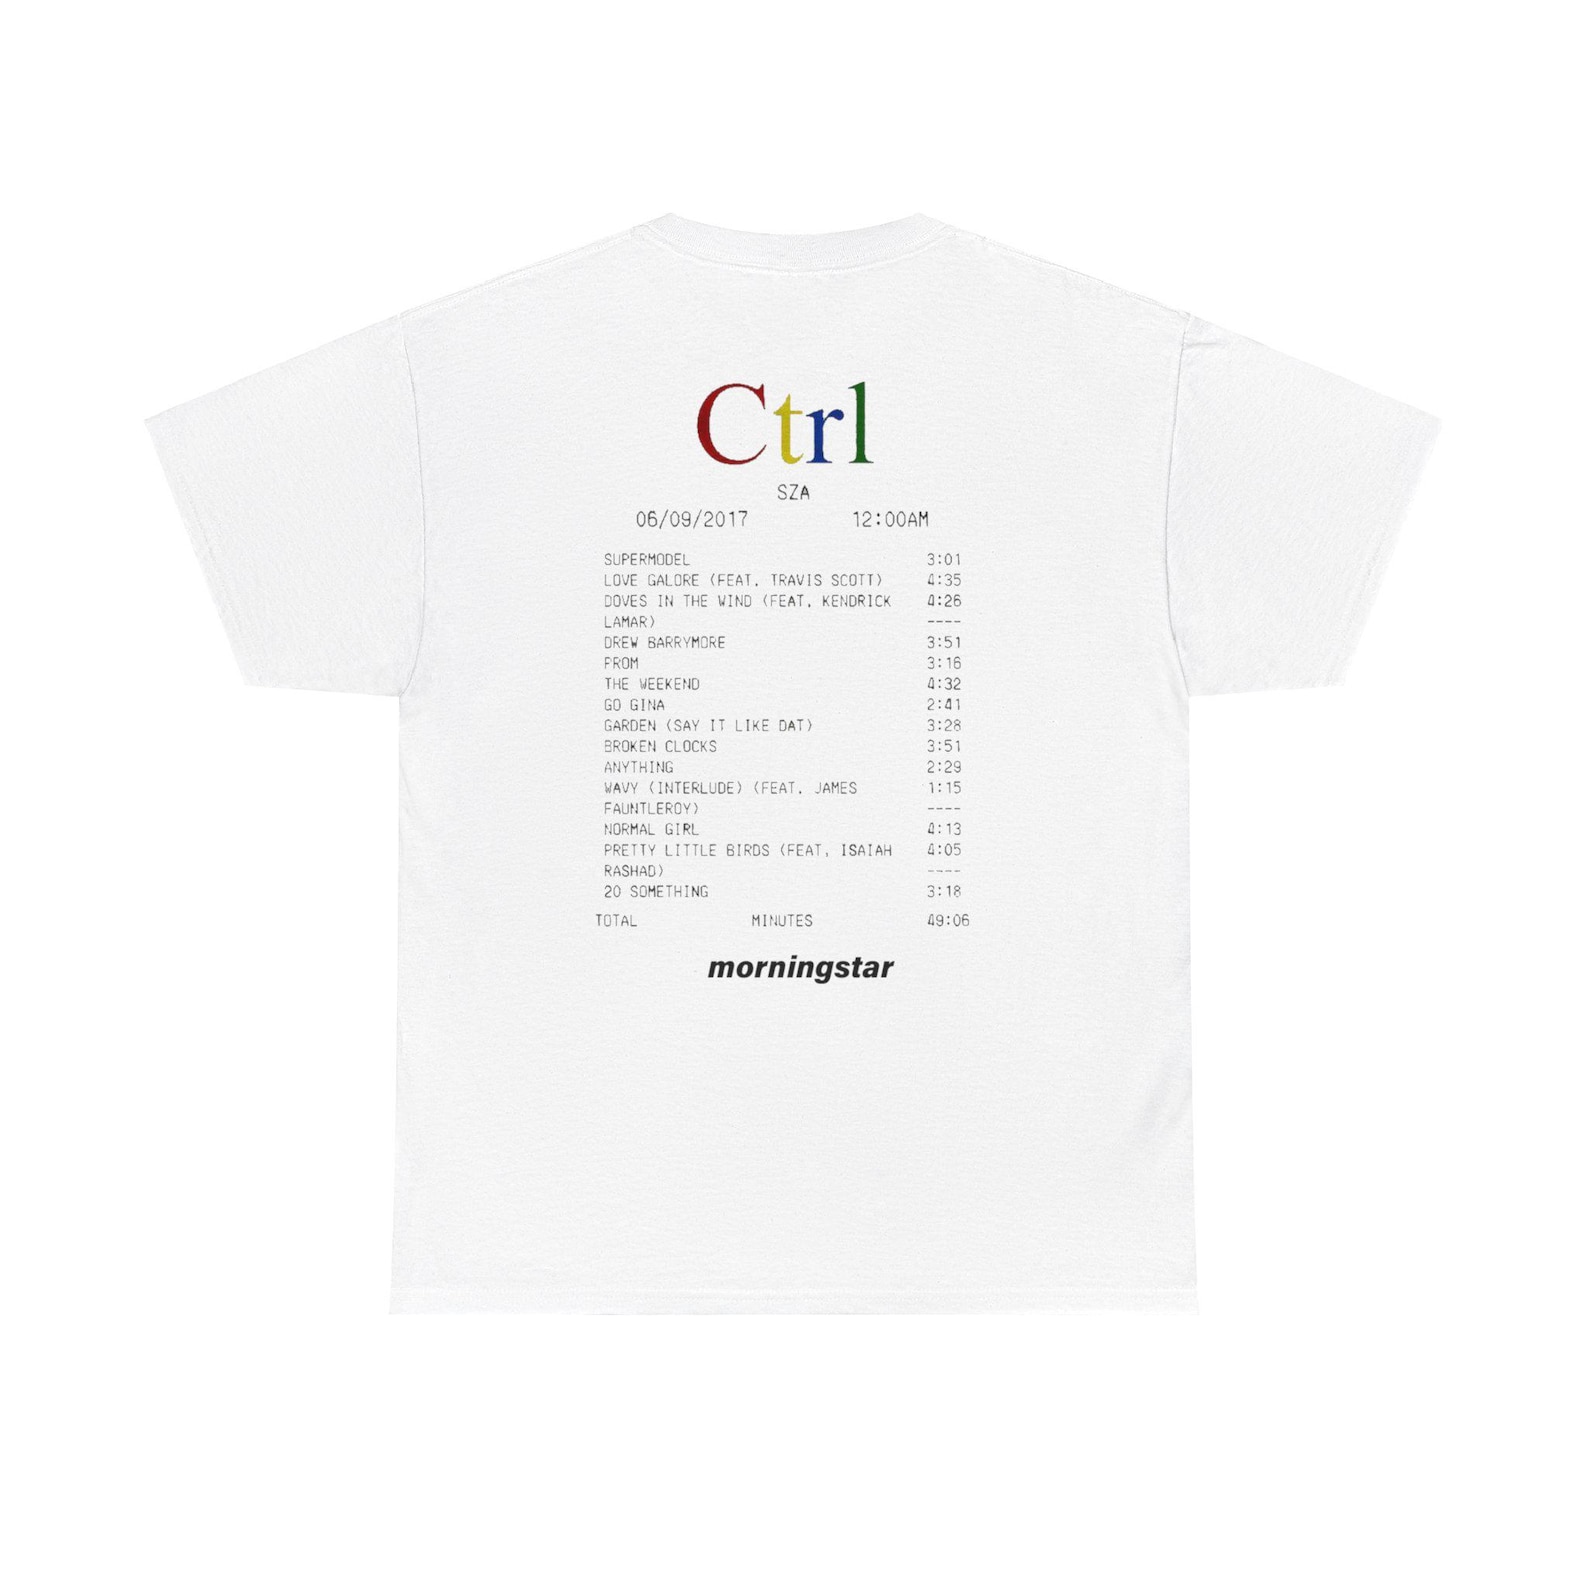 Ctrl
SZA
06/09/2017 12:00AM
SUPERMODEL 3:01
LOVE GALORE (FEAT. TRAVIS SCOTT) 4:35
DOVES IN THE WIND (FEAT. KENDRICK 4:26
LAMAR) ----
DREW BARRYMORE 3:51
PROM 3:16
THE WEEKEND 4:32
GO GINA 2:41
GARDEN (SAY IT LIKE DAT) 3:28
BROKEN CLOCKS 3:51
ANYTHING 2:29
WAVY (INTERLUDE) (FEAT. JAMES 1:15
FAUNTLEROY) ----
NORMAL GIRL 4:13
PRETTY LITTLE BIRDS (FEAT. ISAIAH 4:05
RASHAD) ----
20 SOMETHING 3:18
TOTAL MINUTES 49:06
morningstar